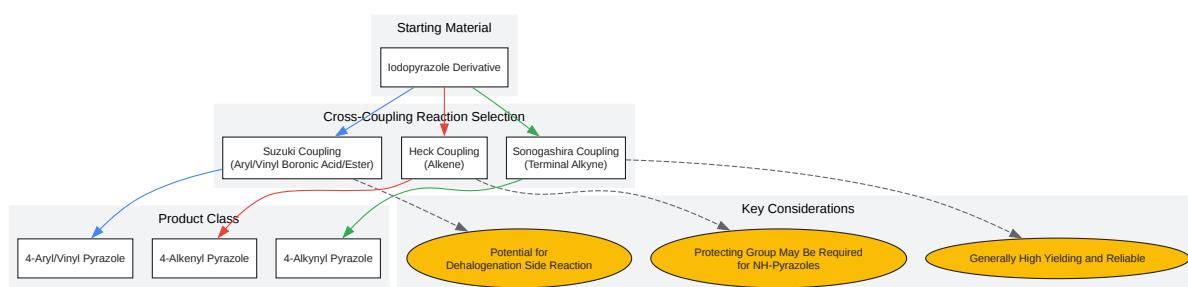 Starting Material
Iodopyrazole Derivative
Cross-Coupling Reaction Selection
Suzuki Coupling
(Aryl/Vinyl Boronic Acid/Ester)
Heck Coupling
(Alkene)
Sonogashira Coupling
(Terminal Alkyne)
Product Class
4-Aryl/Vinyl Pyrazole
4-Alkenyl Pyrazole
4-Alkynyl Pyrazole
Key Considerations
Potential for
Dehalogenation Side Reaction
Protecting Group May Be Required
for NH-Pyrazoles
Generally High Yielding and Reliable